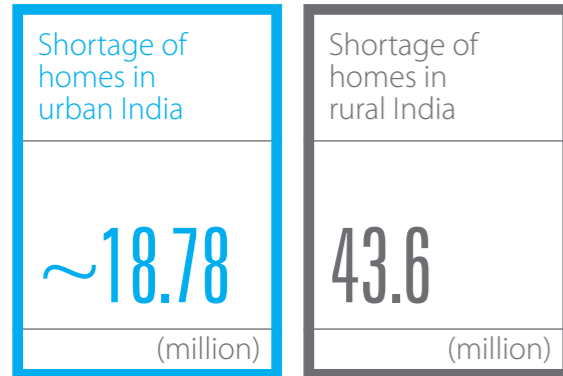 Shortage of
homes in
urban India
~18.78
(million)
Shortage of
homes in
rural India
43.6
(million)